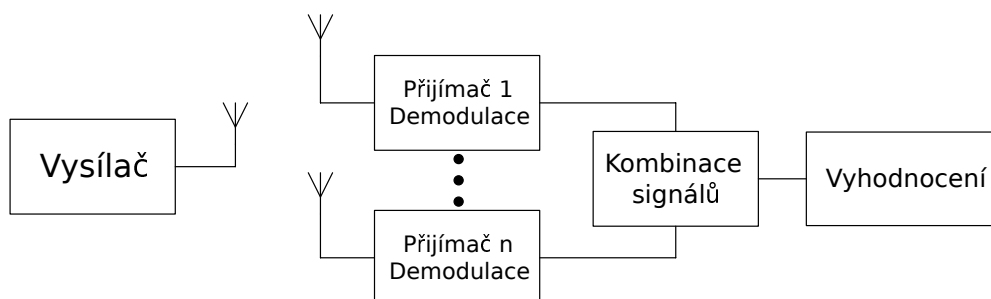 Vysílač
Přijímač 1
Demodulace
Přijímač n
Demodulace
Kombinace
signálů
Vyhodnocení